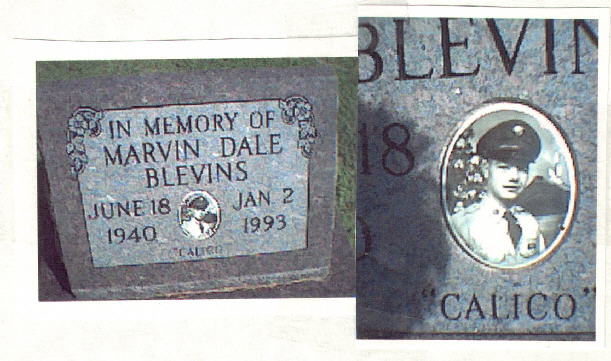 IN MEMORY OF
MARVIN DALE
BLEVINS
JUNE 18 JAN 2
1940 1993
"CALICO"
BLEVIN
18
"CALICO"